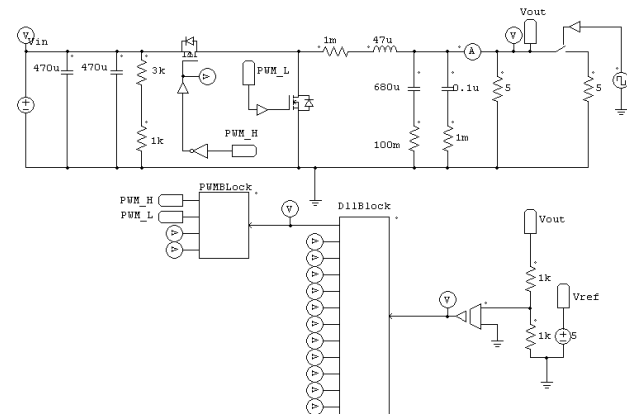 Vout
Vin
1m
47u
470u
470u
3k
PWM_L
680u
0.1u
5
5
1k
PWM_H
100m
1m
PWMBLock
PWM_H
PWM_L
DllBlock
Vout
1k
Vref
1k
5